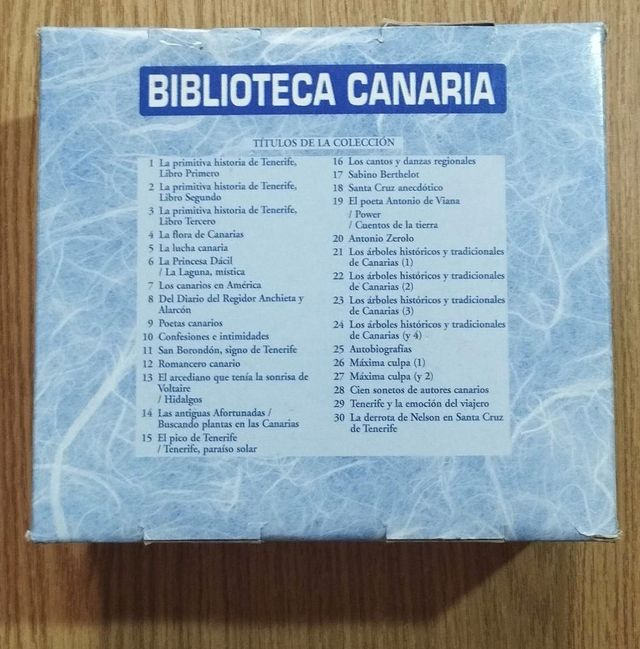 BIBLIOTECA CANARIA
TÍTULOS DE LA COLECCIÓN
1 La primitiva historia de Tenerife,
Libro Primero
2 La primitiva historia de Tenerife,
Libro Segundo
3 La primitiva historia de Tenerife,
Libro Tercero
4 La flora de Canarias
5 La lucha canaria
6 La Princesa Dácil
/ La Laguna, mística
7 Los canarios en América
8 Del Diario del Regidor Anchieta y
Alarcón
9 Poetas canarios
10 Confesiones e intimidades
11 San Borondón, signo de Tenerife
12 Romancero canario
13 El arcediano que tenía la sonrisa de
Voltaire
/ Hidalgos
14 Las antiguas Afortunadas /
Buscando plantas en las Canarias
15 El pico de Tenerife
/ Tenerife, paraíso solar
16 Los cantos y danzas regionales
17 Sabino Berthelot
18 Santa Cruz anecdótico
19 El poeta Antonio de Viana
/ Power
/ Cuentos de la tierra
20 Antonio Zerolo
21 Los árboles históricos y tradicionales
de Canarias (1)
22 Los árboles históricos y tradicionales
de Canarias (2)
23 Los árboles históricos y tradicionales
de Canarias (3)
24 Los árboles históricos y tradicionales
de Canarias (y 4)
25 Autobiografías
26 Máxima culpa (1)
27 Máxima culpa (y 2)
28 Cien sonetos de autores canarios
29 Tenerife y la emoción del viajero
30 La derrota de Nelson en Santa Cruz
de Tenerife